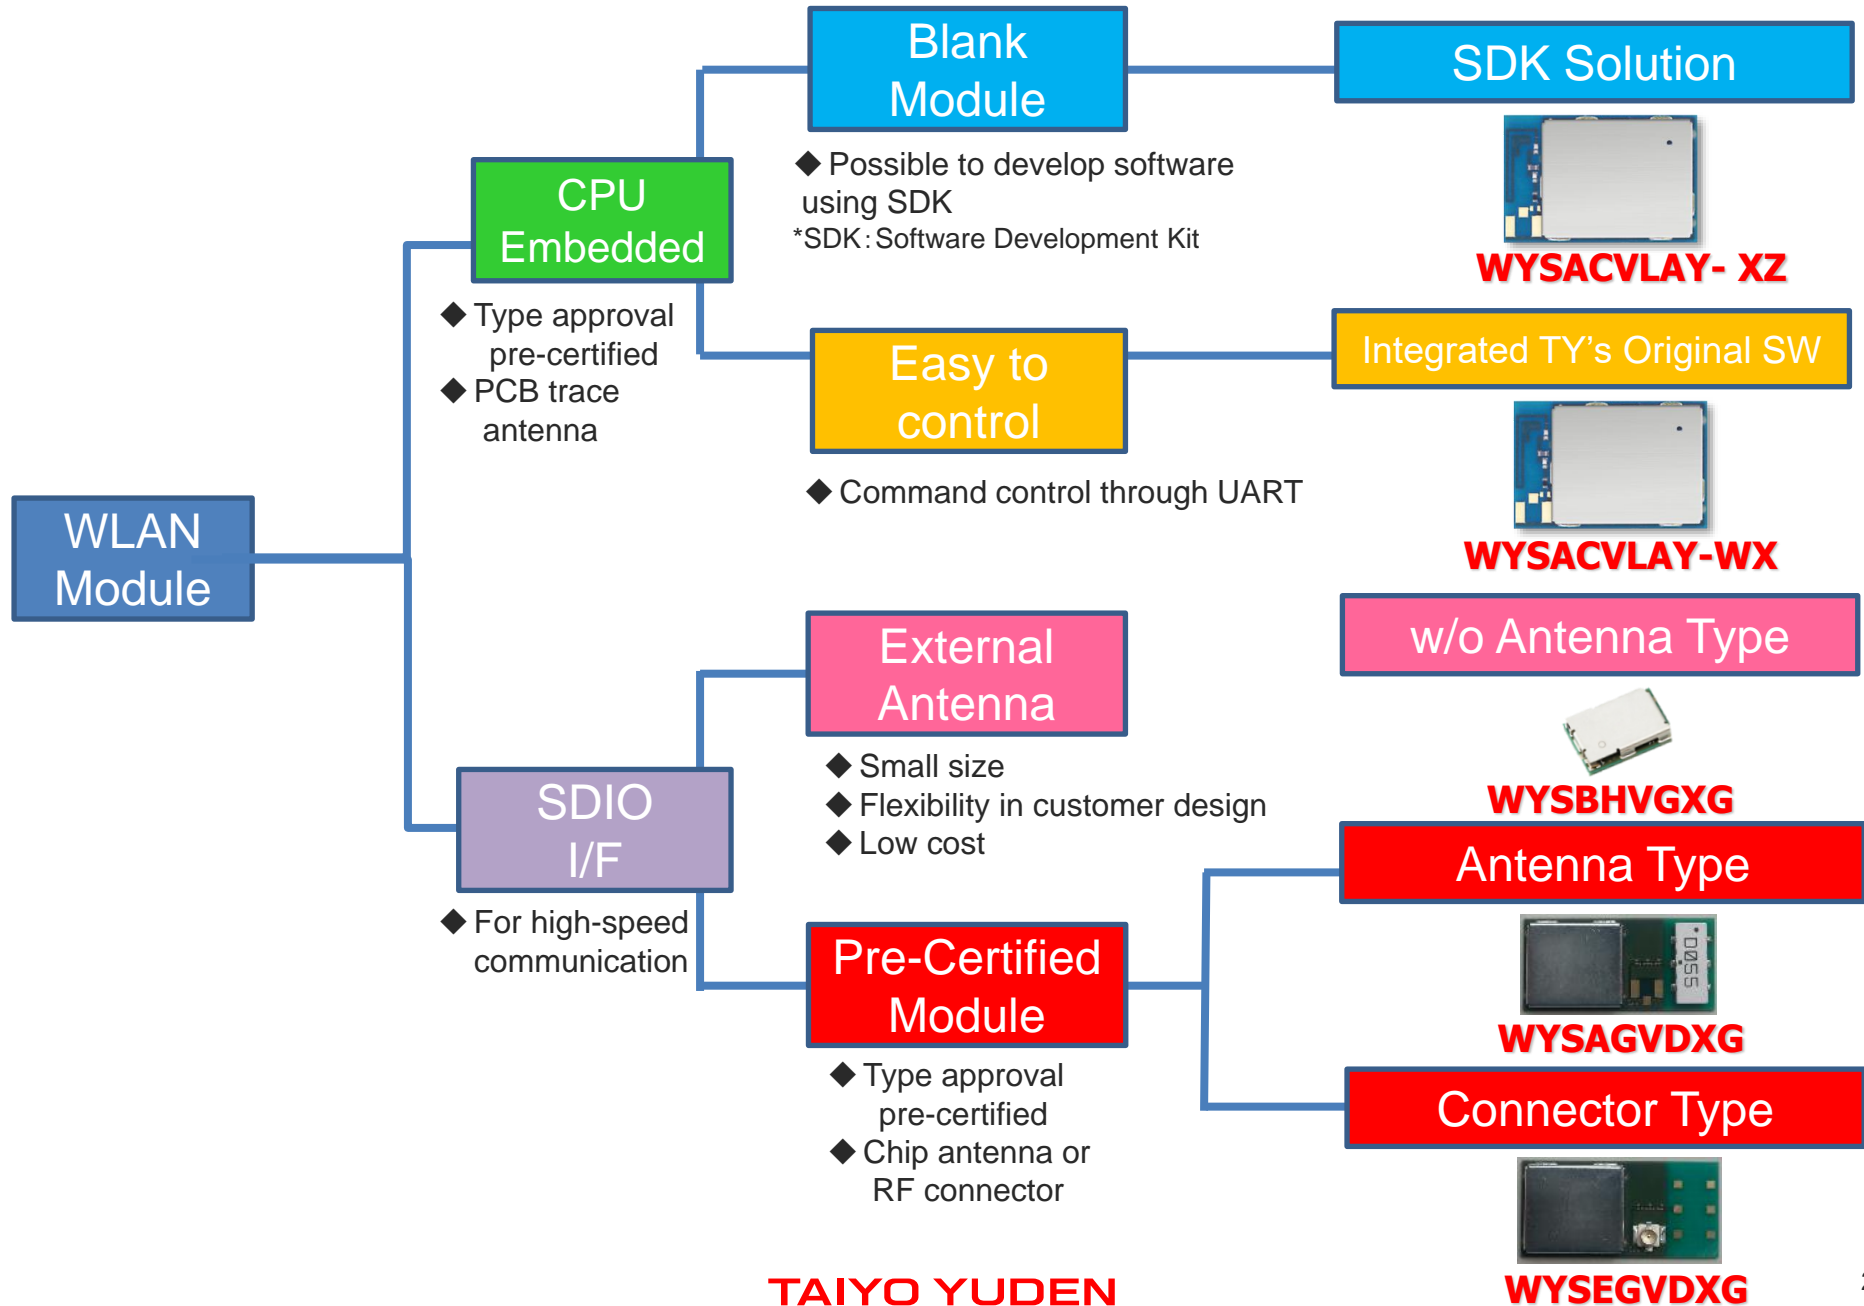 WLAN
Module
CPU
Embedded
◆ Type approval
pre-certified
◆ PCB trace
antenna
SDIO
I/F
◆ For high-speed
communication
Blank
Module
◆ Possible to develop software
using SDK
*SDK：Software Development Kit
Easy to
control
◆ Command control through UART
External
Antenna
◆ Small size
◆ Flexibility in customer design
◆ Low cost
Pre-Certified
Module
◆ Type approval
pre-certified
◆ Chip antenna or
RF connector
SDK Solution
WYSACVLAY- XZ
Integrated TY’s Original SW
WYSACVLAY-WX
w/o Antenna Type
WYSBHVGXG
Antenna Type
D055
WYSAGVDXG
Connector Type
WYSEGVDXG
TAIYO YUDEN